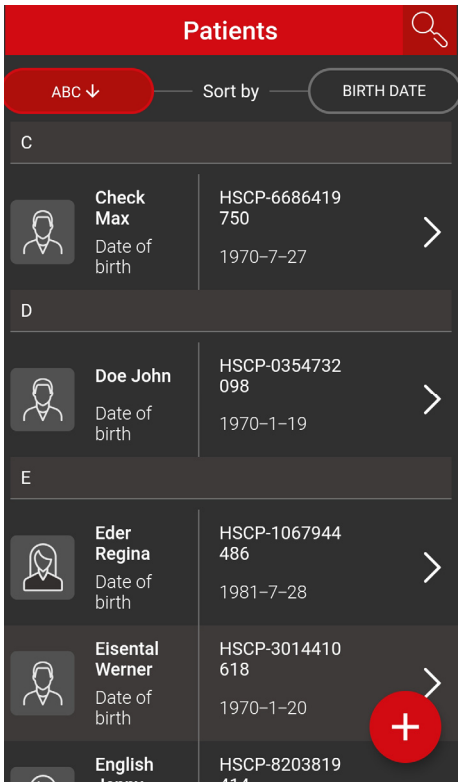 Patients
ABC ↓ Sort by BIRTH DATE
C
Check
Max
HSCP-6686419
750
Date of
birth
1970-7-27
D
Doe John
HSCP-0354732
098
Date of
birth
1970-1-19
E
Eder
Regina
HSCP-1067944
486
Date of
birth
1981-7-28
Eisental
Werner
HSCP-3014410
618
Date of
birth
1970-1-20
English
HSCP-8203819